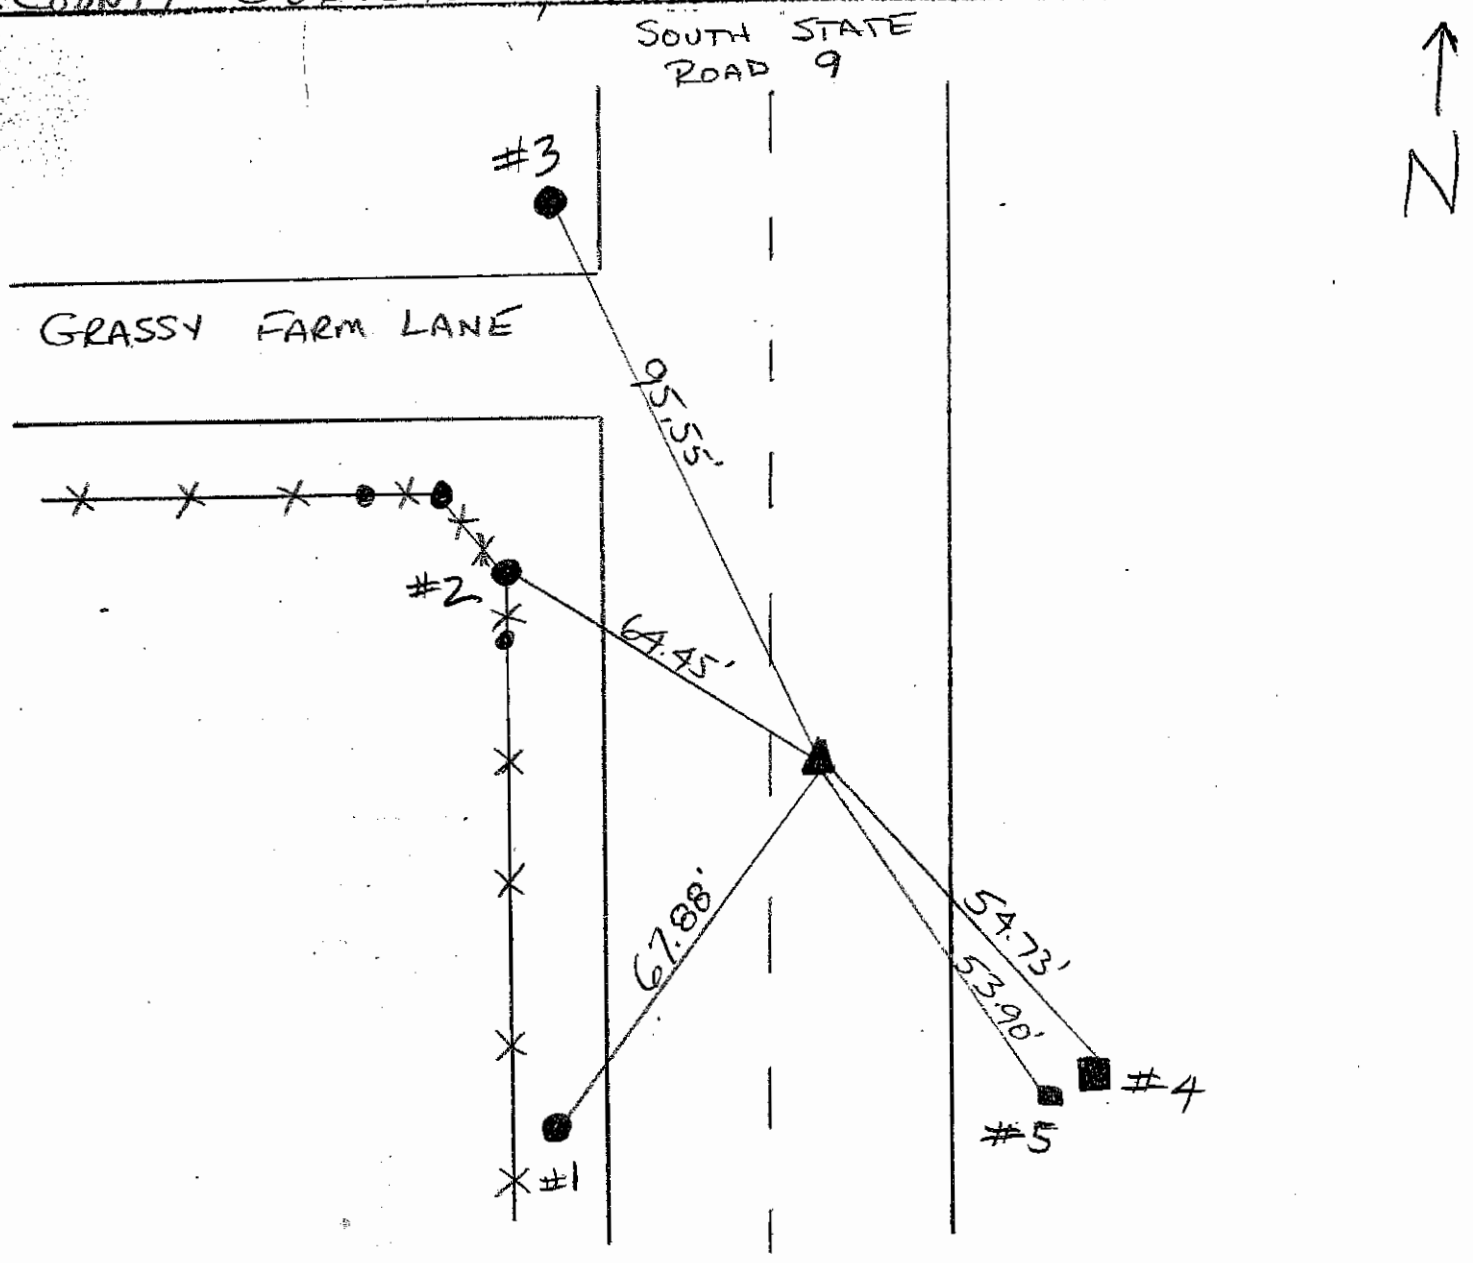 COUNTY
SOUTH STATE
ROAD 9
N
#3
GRASSY FARM LANE
95.55'
#2
64.45'
67.88'
54.73'
53.90'
#4
#5
#1